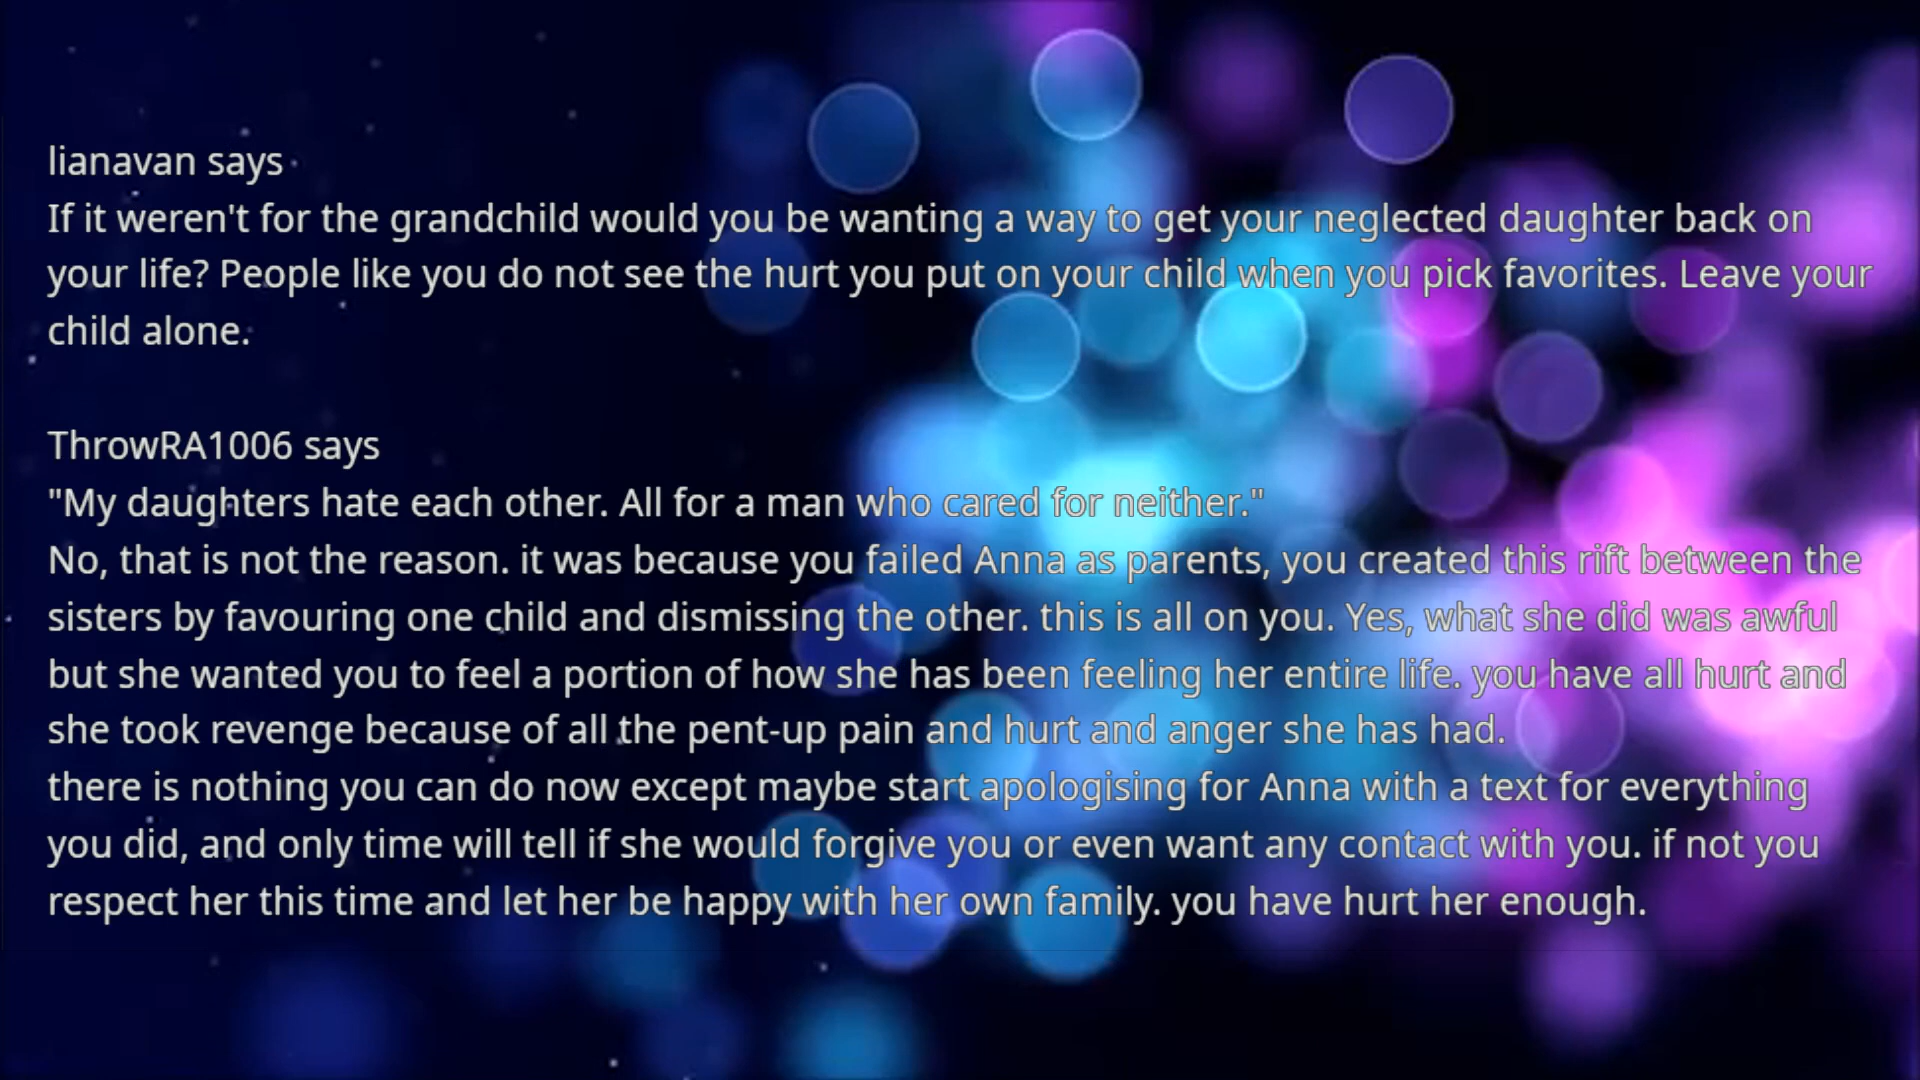 lianavan says
If it weren't for the grandchild would you be wanting a way to get your neglected daughter back on
your life? People like you do not see the hurt you put on your child when you pick favorites. Leave your
child alone.
ThrowRA1006 says
"My daughters hate each other. All for a man who cared for neither."
No, that is not the reason. it was because you failed Anna as parents, you created this rift between the
sisters by favouring one child and dismissing the other. this is all on you. Yes, what she did was awful
but she wanted you to feel a portion of how she has been feeling her entire life. you have all hurt and
she took revenge because of all the pent-up pain and hurt and anger she has had.
there is nothing you can do now except maybe start apologising for Anna with a text for everything
you did, and only time will tell if she would forgive you or even want any contact with you. if not you
respect her this time and let her be happy with her own family. you have hurt her enough.